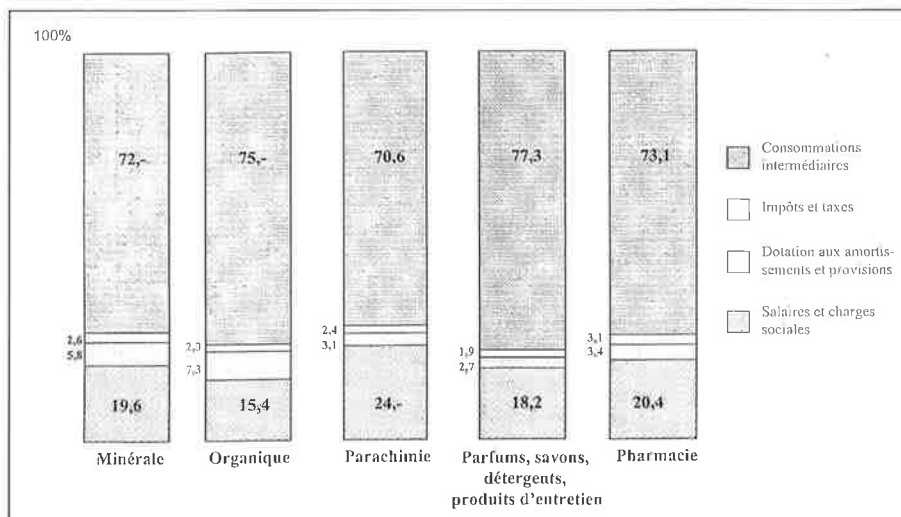 100%
72,-
75,-
70,6
77,3
73,1
2,6
5,8
2,3
7,3
2,4
3,1
1,9
2,7
3,1
3,4
19,6
15,4
24,-
18,2
20,4
Minérale
Organique
Parachimie
Parfums, savons,
détergents,
produits d'entretien
Pharmacie
Consommations
intermédiaires
Impôts et taxes
Dotation aux amortis-
sements et provisions
Salaires et charges
sociales